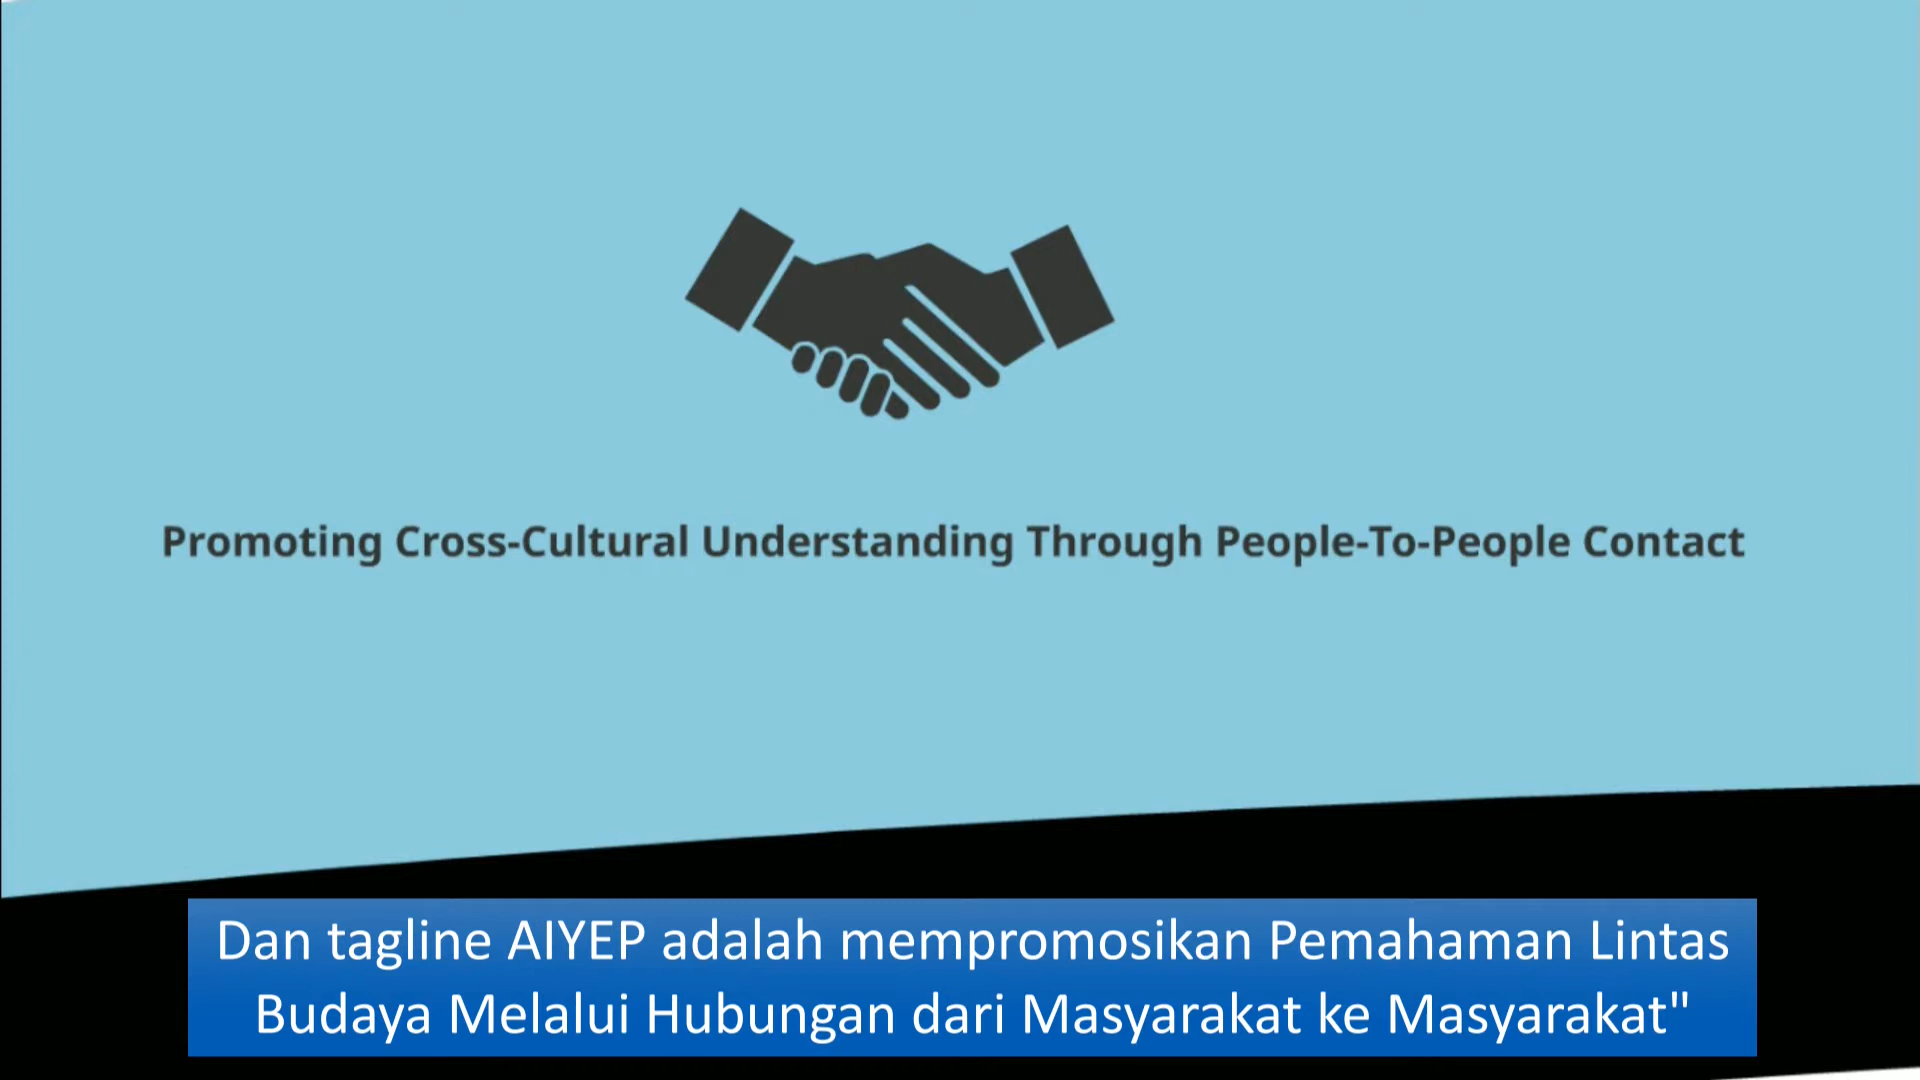 Promoting Cross-Cultural Understanding Through People-To-People Contact
Dan tagline AIYEP adalah mempromosikan Pemahaman Lintas
Budaya Melalui Hubungan dari Masyarakat ke Masyarakat"